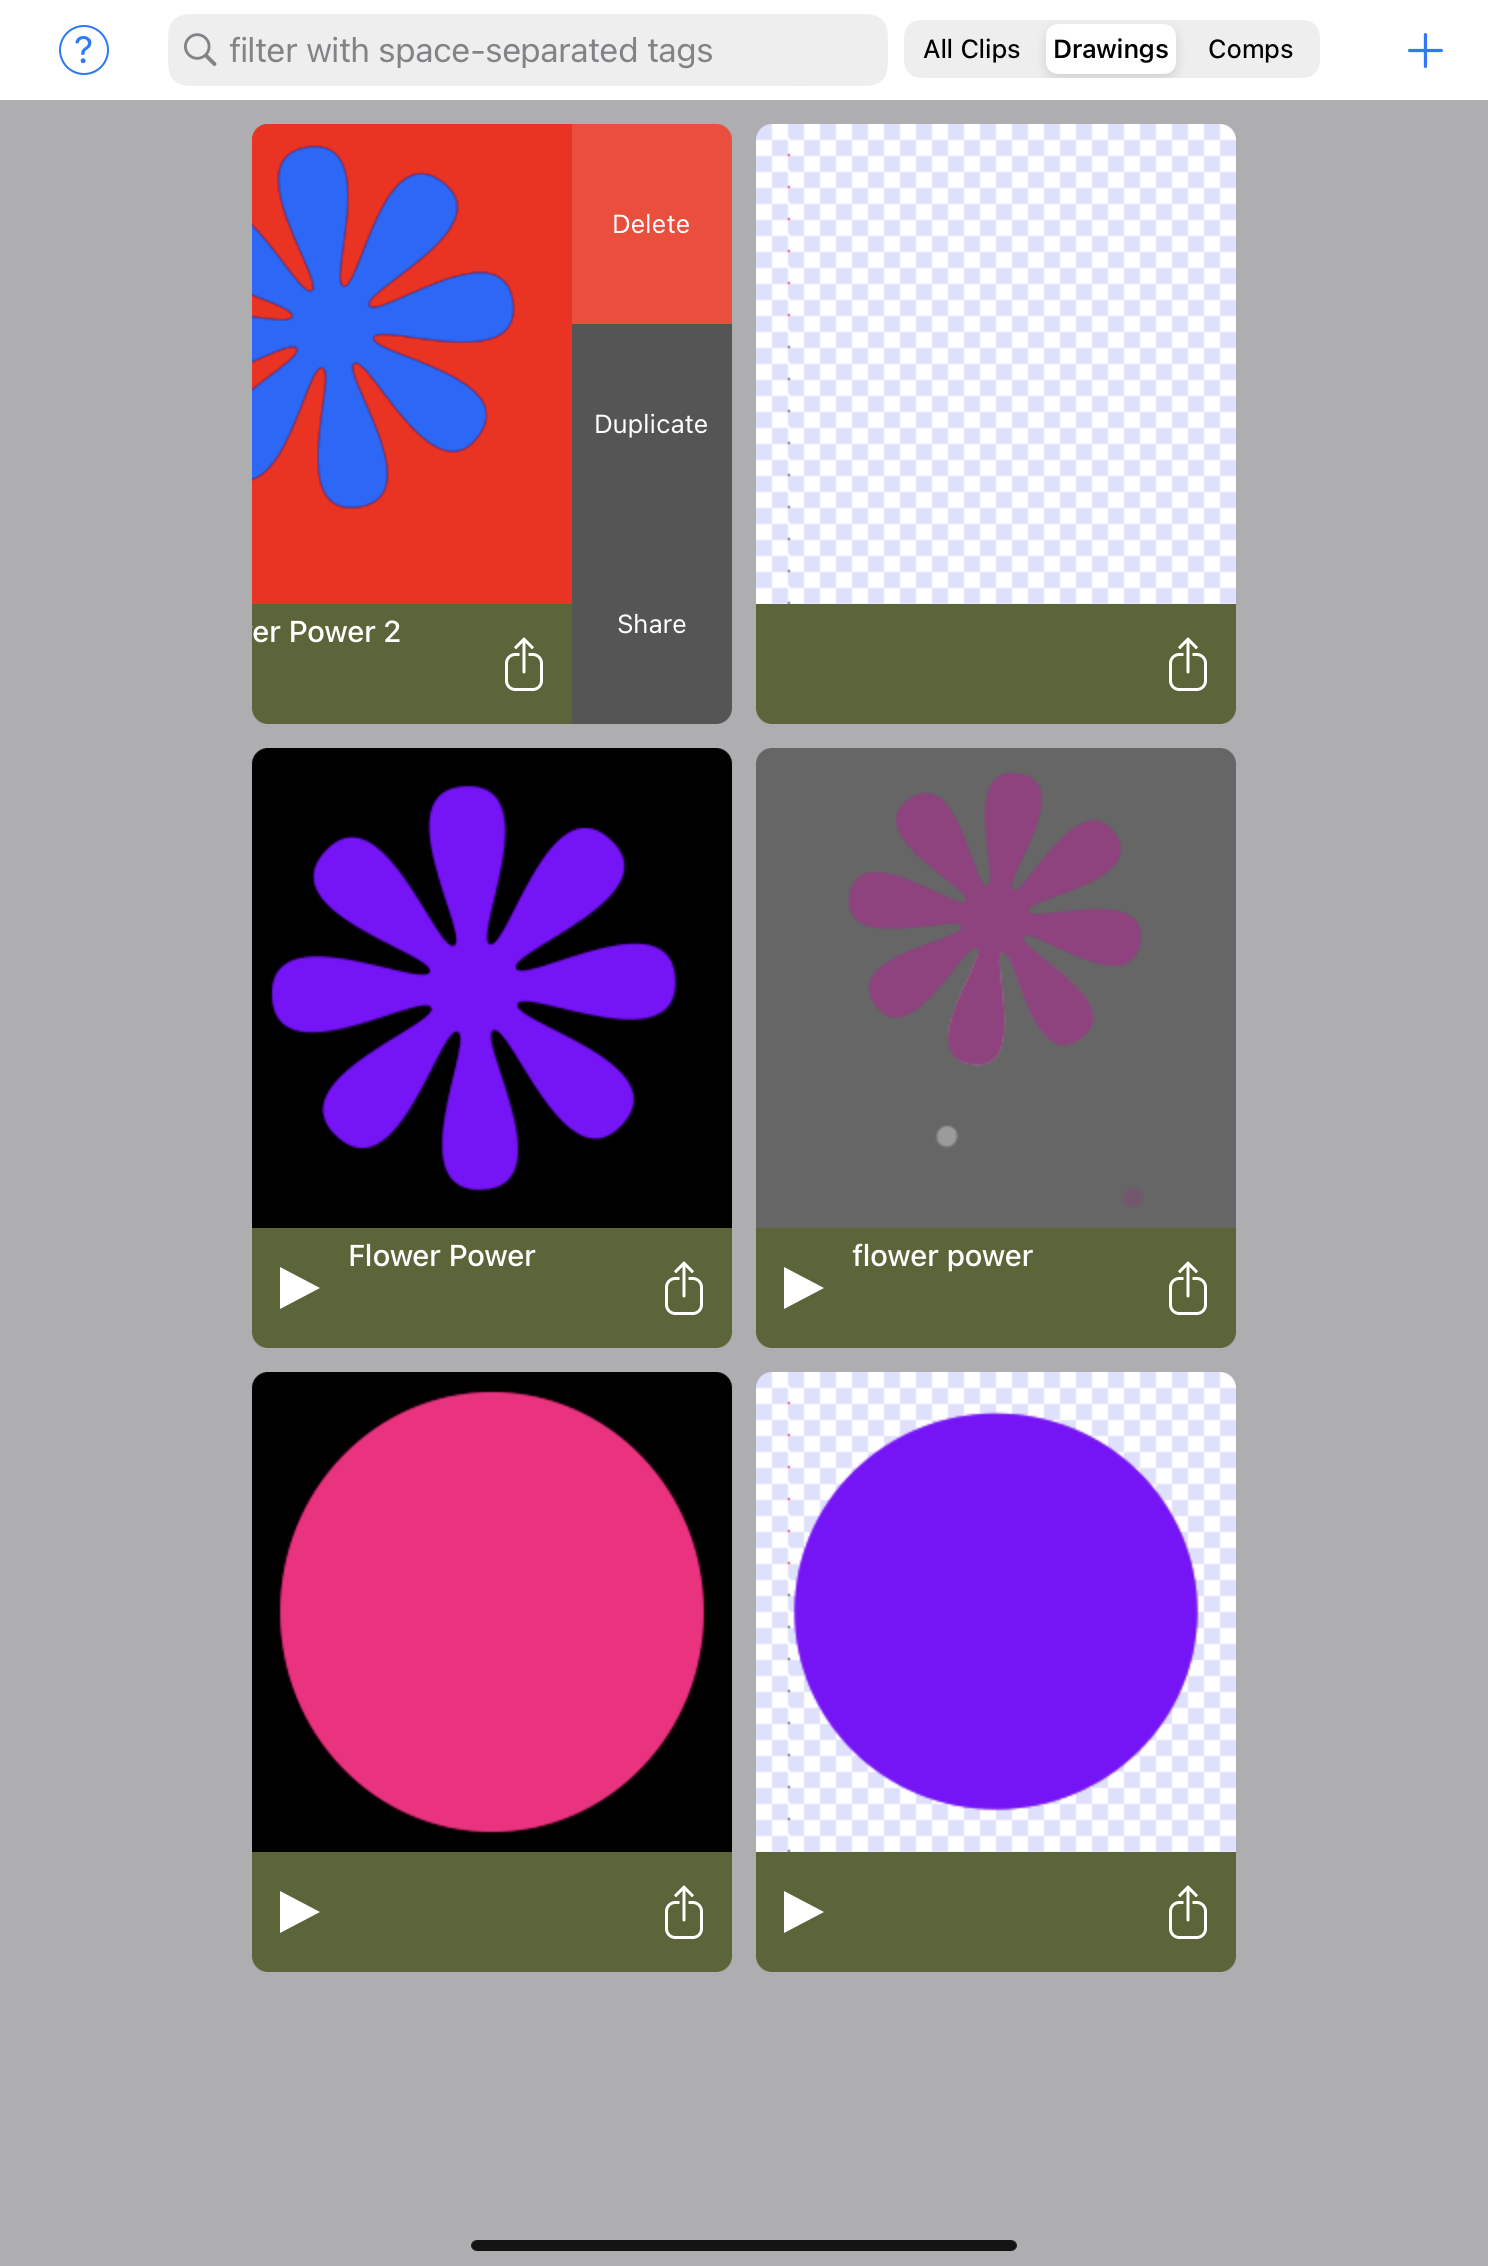 ?
filter with space-separated tags
All Clips
Drawings
Comps
Delete
Duplicate
er Power 2
Share
Flower Power
flower power